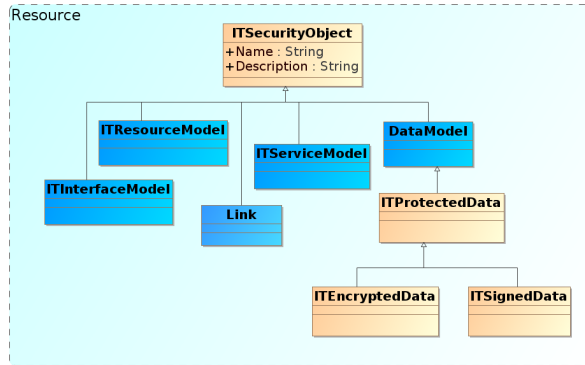 Resource
ITSecurityObject
+Name : String
+Description : String
ITResourceModel
DataModel
ITServiceModel
ITInterfaceModel
ITProtectedData
Link
ITEncryptedData
ITSignedData